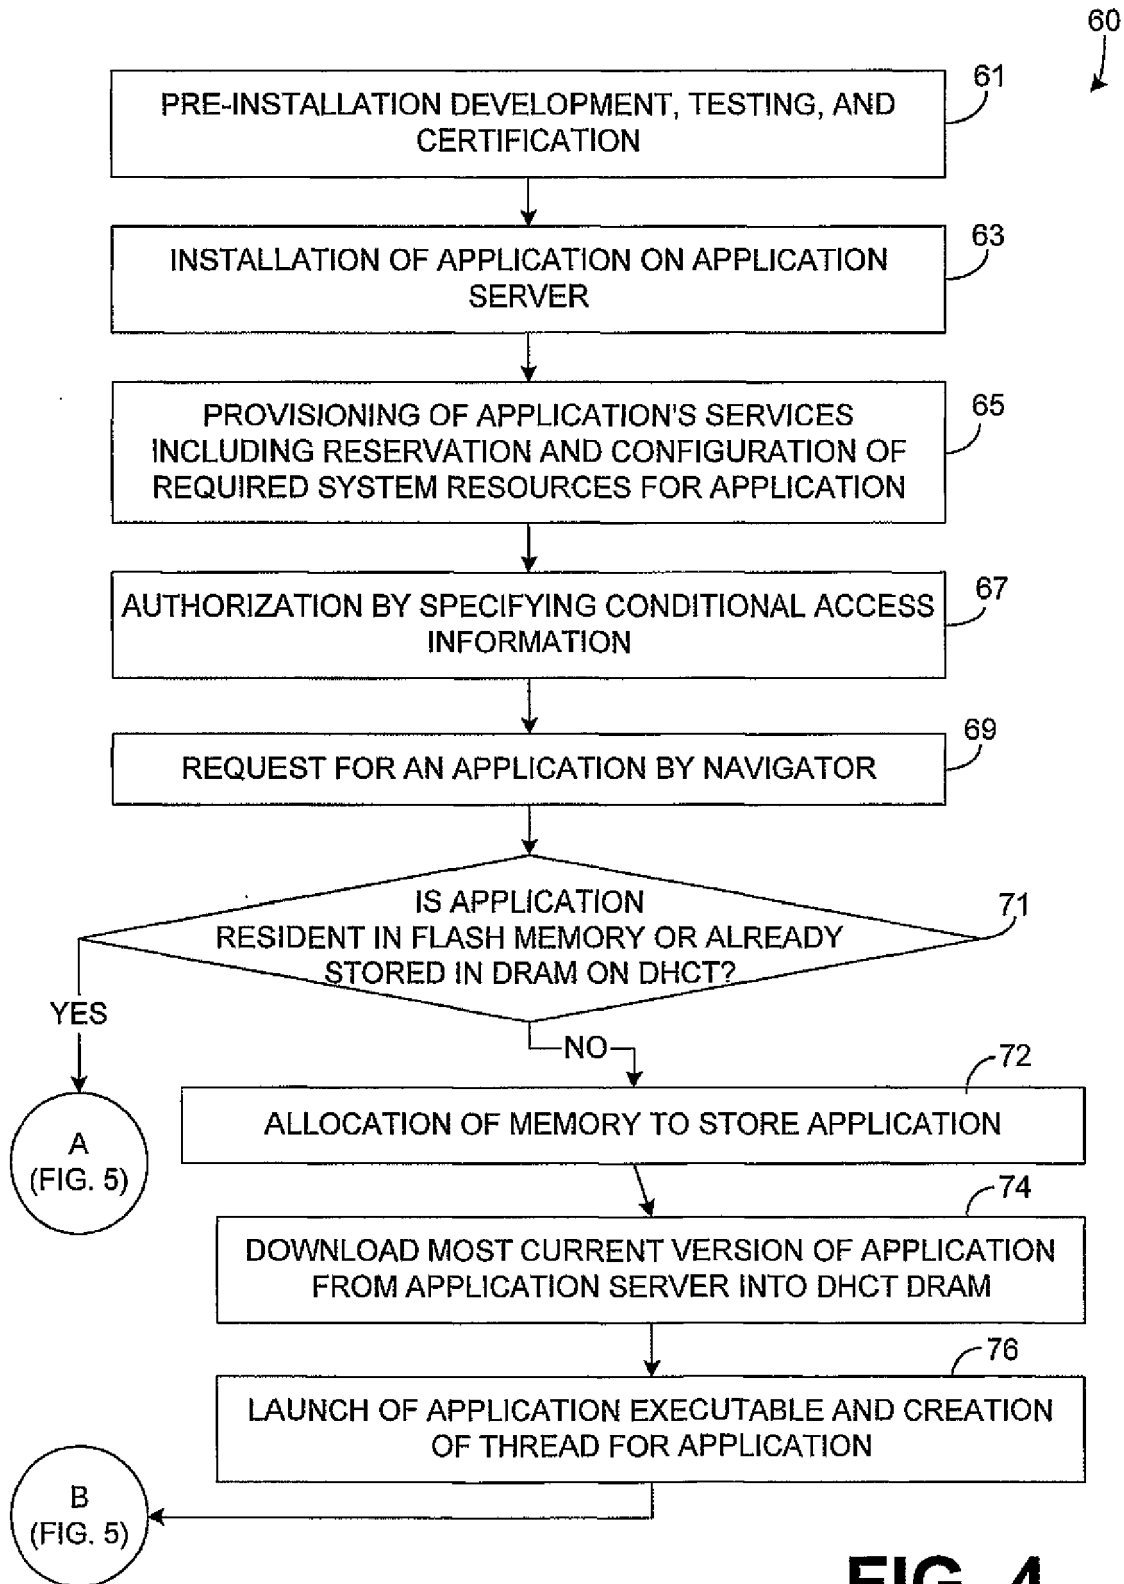 60
61
PRE-INSTALLATION DEVELOPMENT, TESTING, AND
CERTIFICATION
63
INSTALLATION OF APPLICATION ON APPLICATION
SERVER
65
PROVISIONING OF APPLICATION'S SERVICES
INCLUDING RESERVATION AND CONFIGURATION OF
REQUIRED SYSTEM RESOURCES FOR APPLICATION
67
AUTHORIZATION BY SPECIFYING CONDITIONAL ACCESS
INFORMATION
69
REQUEST FOR AN APPLICATION BY NAVIGATOR
71
IS APPLICATION
RESIDENT IN FLASH MEMORY OR ALREADY
STORED IN DRAM ON DHCT?
YES
NO
72
ALLOCATION OF MEMORY TO STORE APPLICATION
A
(FIG. 5)
74
DOWNLOAD MOST CURRENT VERSION OF APPLICATION
FROM APPLICATION SERVER INTO DHCT DRAM
76
LAUNCH OF APPLICATION EXECUTABLE AND CREATION
OF THREAD FOR APPLICATION
B
(FIG. 5)
FIG. 4